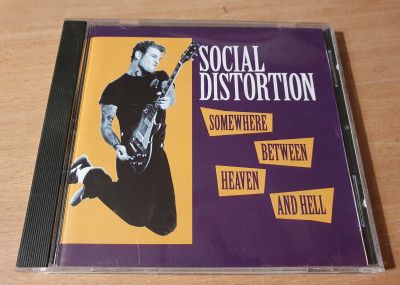 SOCIAL
DISTORTION
SOMEWHERE
BETWEEN
HEAVEN
AND HELL